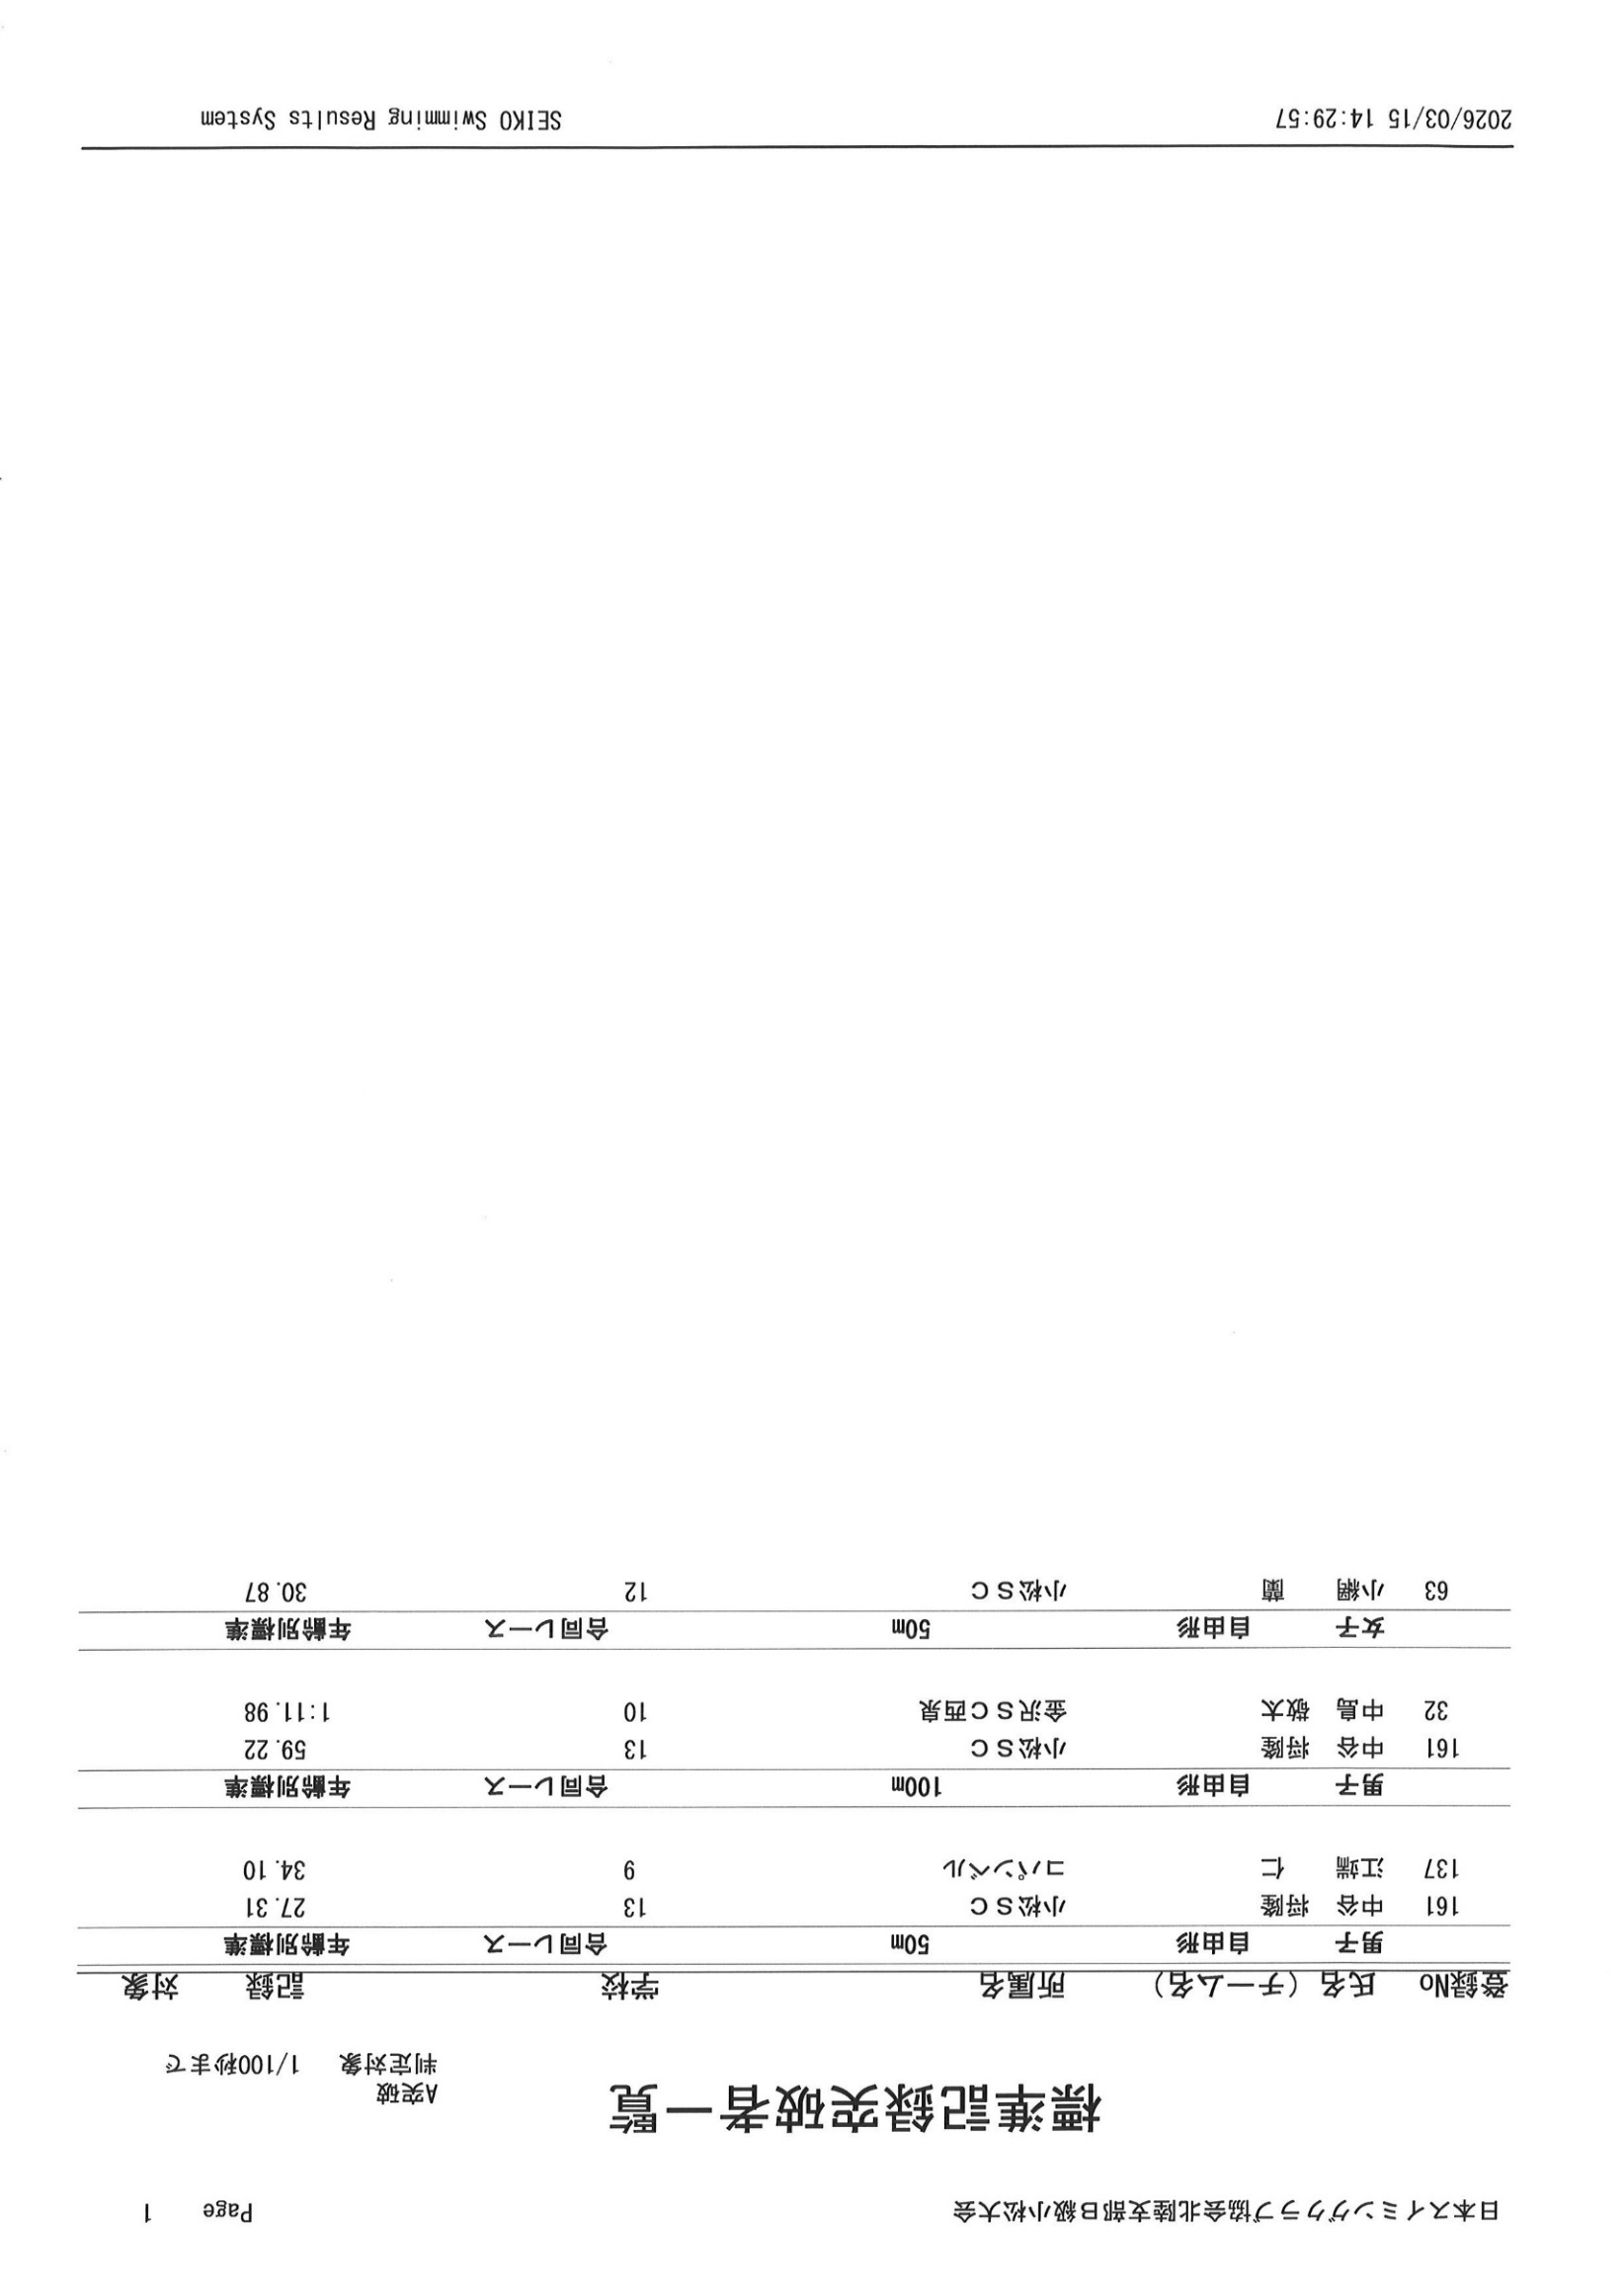 日本スイミングクラブ協会北陸支部B級小松大会 Page 1
標準記録突破者一覧
A突破
判定対象 1/100秒まで
登録No 氏名(チーム名) 所属名 学校 記録 対象
男子 自由形 50m 合同レース 年齢別標準
161 中谷 将隆 小松SC 13 27.31
137 江端 仁 コパンベル 9 34.10
男子 自由形 100m 合同レース 年齢別標準
161 中谷 将隆 小松SC 13 59.22
32 中島 敬太 金沢SC西泉 10 1:11.98
女子 自由形 50m 合同レース 年齢別標準
63 小網 蘭 小松SC 12 30.87
2026/03/15 14:29:57 SEIKO Swimming Results System